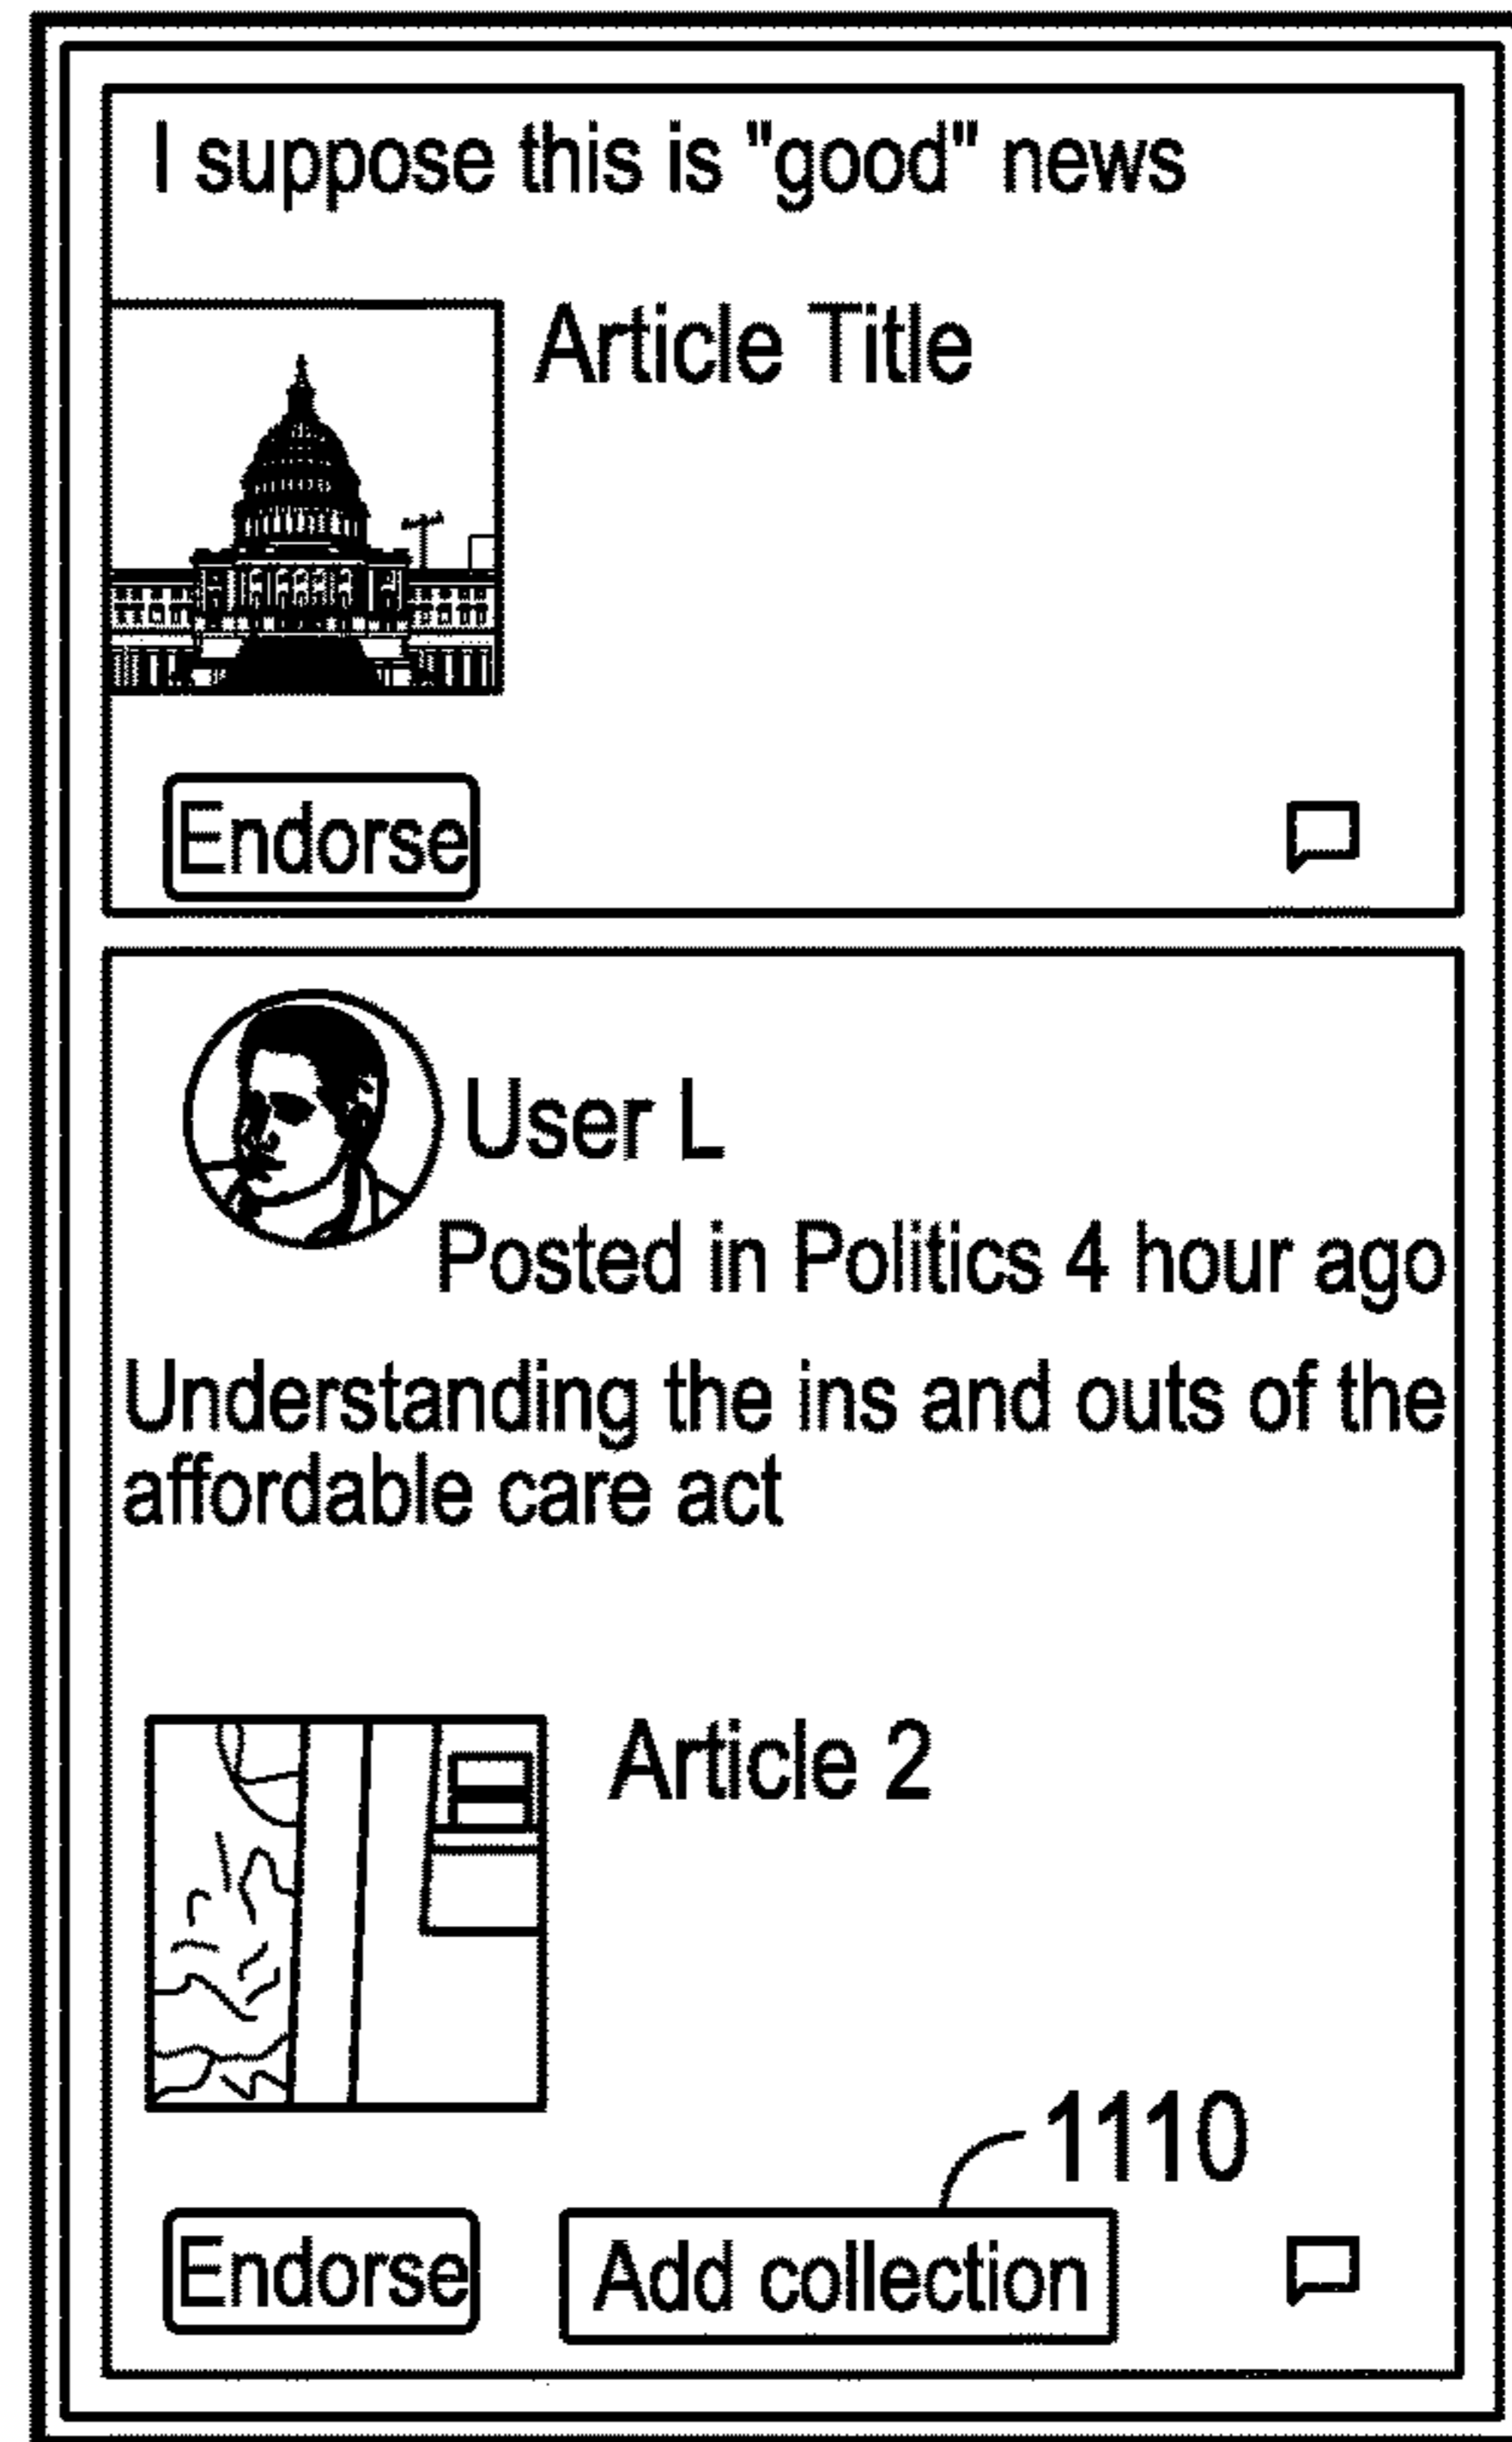 I suppose this is "good" news
Article Title
Endorse
User L
Posted in Politics 4 hour ago
Understanding the ins and outs of the
affordable care act
Article 2
1110
Endorse
Add collection